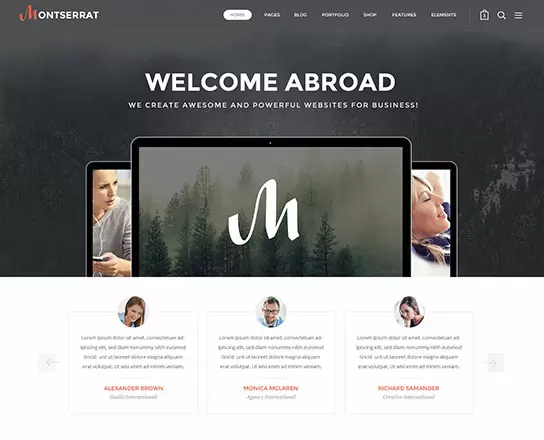 MONTSERRAT
HOME PAGES BLOG PORTFOLIO SHOP FEATURES ELEMENTS
WELCOME ABROAD
WE CREATE AWESOME AND POWERFUL WEBSITES FOR BUSINESS!
M
Lorem ipsum dolor sit amet, consectetuer adipiscing elit, sed diam nonummy nibh euismod tincid unt ut laoreet dolore magna aliquam erat volutpat. Ut wisi enim ad minim veniam,
ALEXANDER BROWN
Studio International
Lorem ipsum dolor sit amet, consectetuer adipiscing elit, sed diam nonummy nibh euismod tincid unt ut laoreet dolore magna aliquam erat volutpat. Ut wisi enim ad minim veniam,
MONICA MCLAREN
Agency International
Lorem ipsum dolor sit amet, consectetuer adipiscing elit, sed diam nonummy nibh euismod tincid unt ut laoreet dolore magna aliquam erat volutpat. Ut wisi enim ad minim veniam,
RICHARD SAMANDER
Creative International